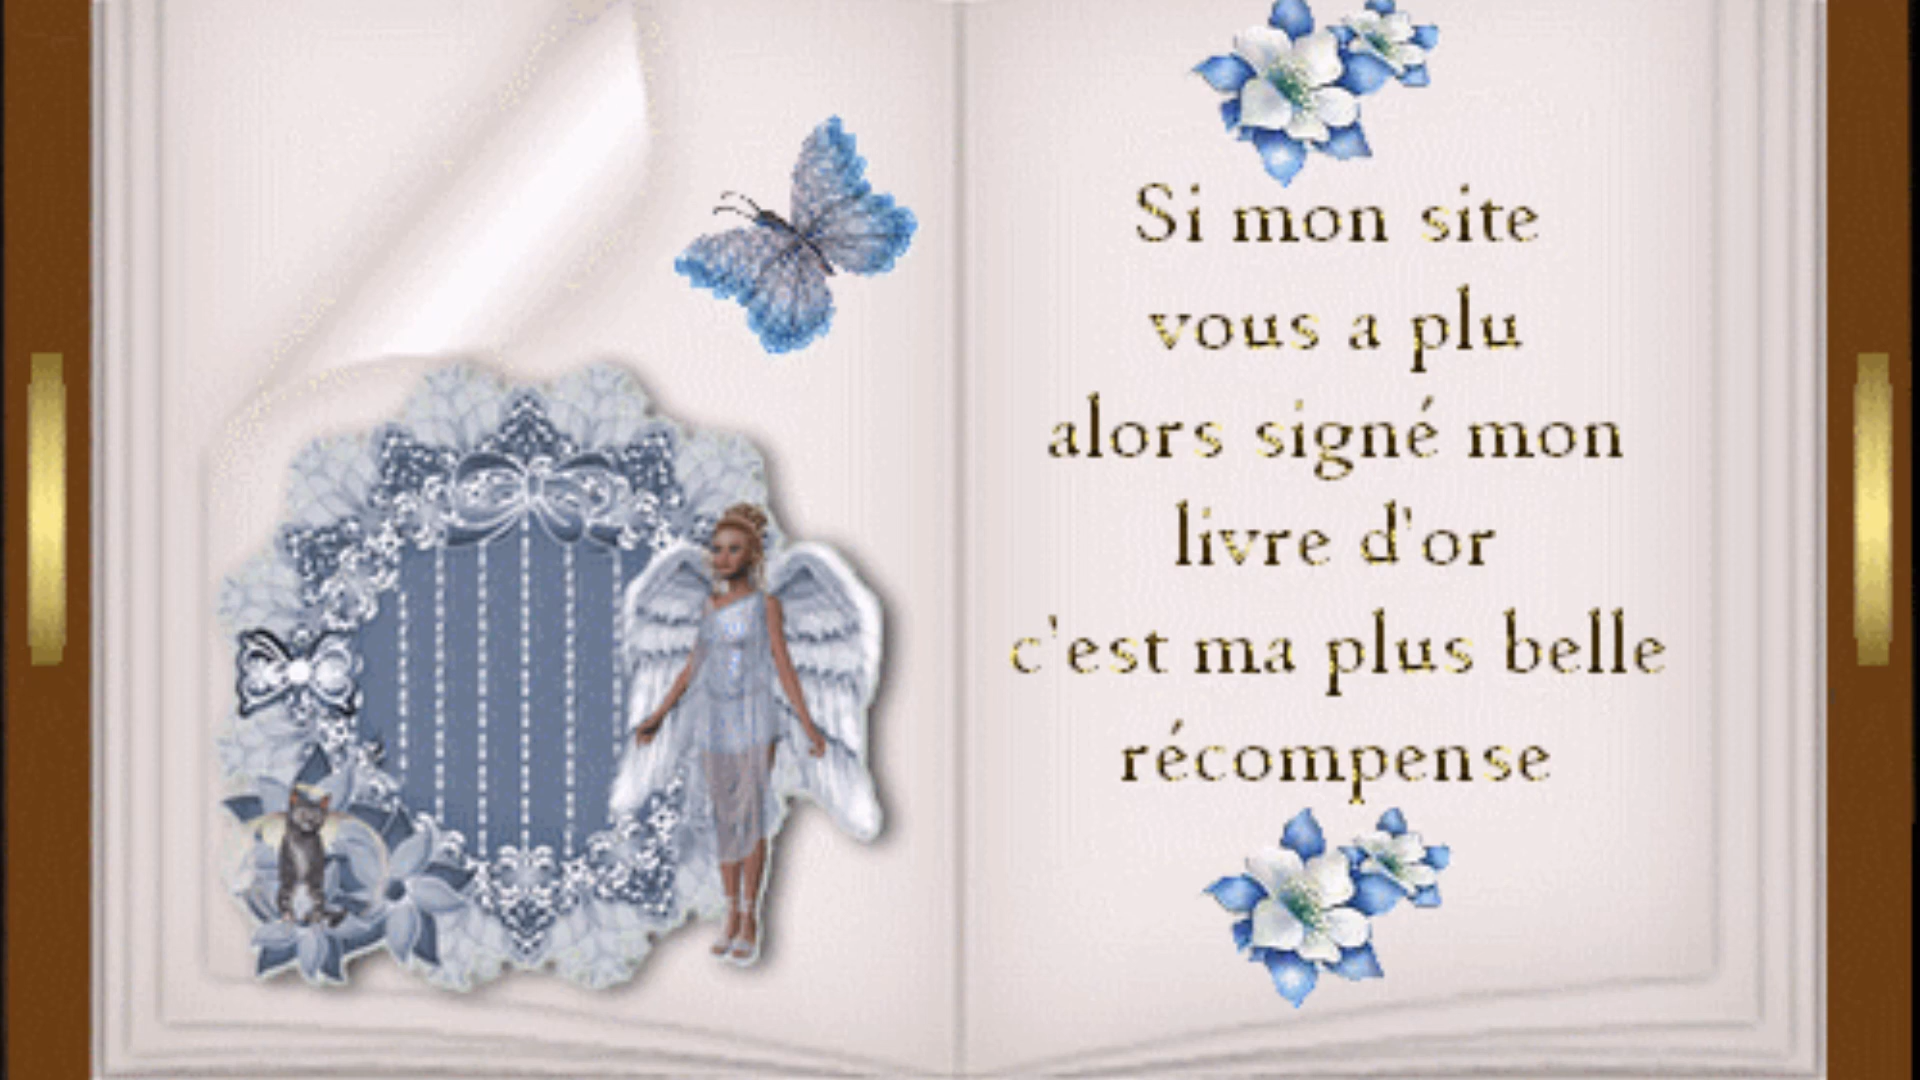 Si mon site
vous a plu
alors signé mon
livre d'or
c'est ma plus belle
récompense